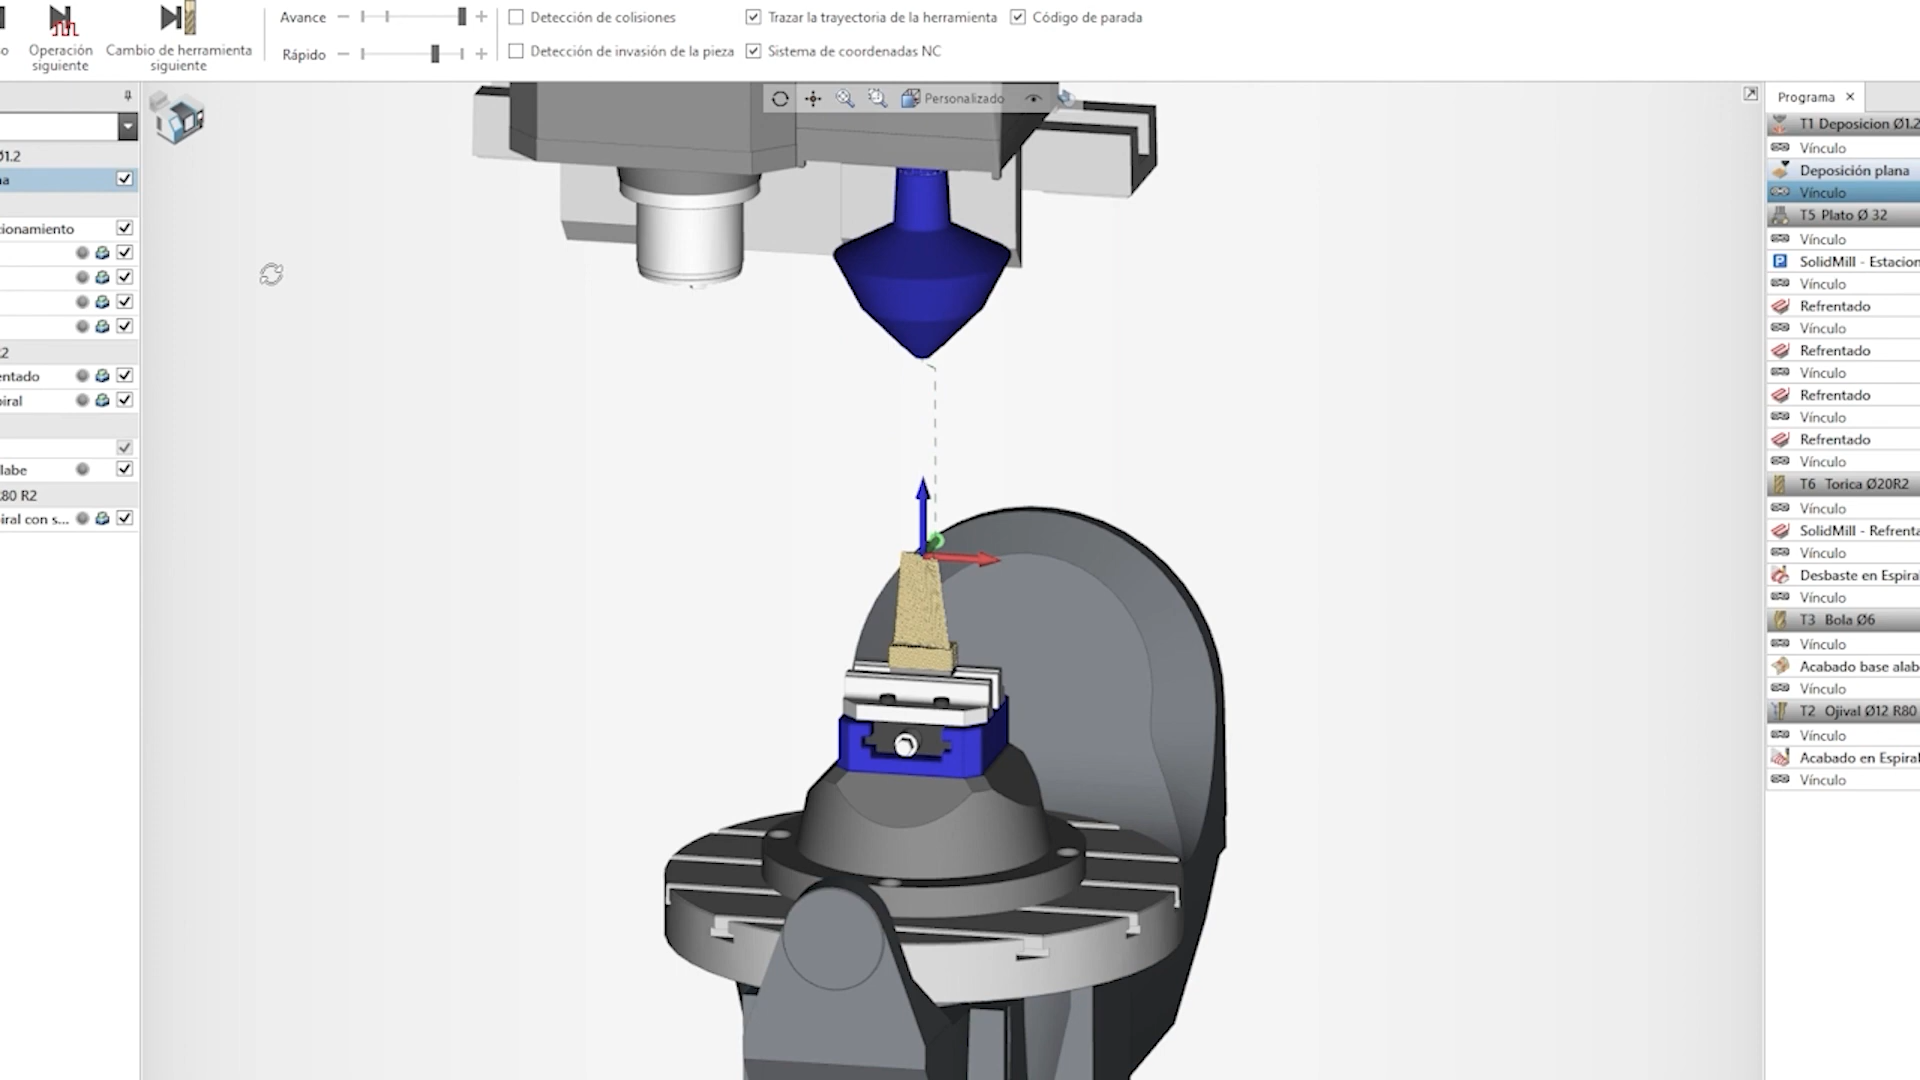 Operación
siguiente
Cambio de herramienta
siguiente
Avance
Rápido
Detección de colisiones
Detección de invasión de la pieza
Trazar la trayectoria de la herramienta
Sistema de coordenadas NC
Código de parada
Personalizado
Ø1.2
a
cionamiento
R2
entado
piral
labe
R80 R2
iral con s...
Programa
T1 Deposicion Ø1.2
Vínculo
Deposición plana
Vínculo
T5 Plato Ø 32
Vínculo
SolidMill - Estacion
Vínculo
Refrentado
Vínculo
Refrentado
Vínculo
Refrentado
Vínculo
Refrentado
Vínculo
T6 Torica Ø20R2
Vínculo
SolidMill - Refrenta
Vínculo
Desbaste en Espiral
Vínculo
T3 Bola Ø6
Vínculo
Acabado base alab
Vínculo
T2 Ojival Ø12 R80
Vínculo
Acabado en Espiral
Vínculo